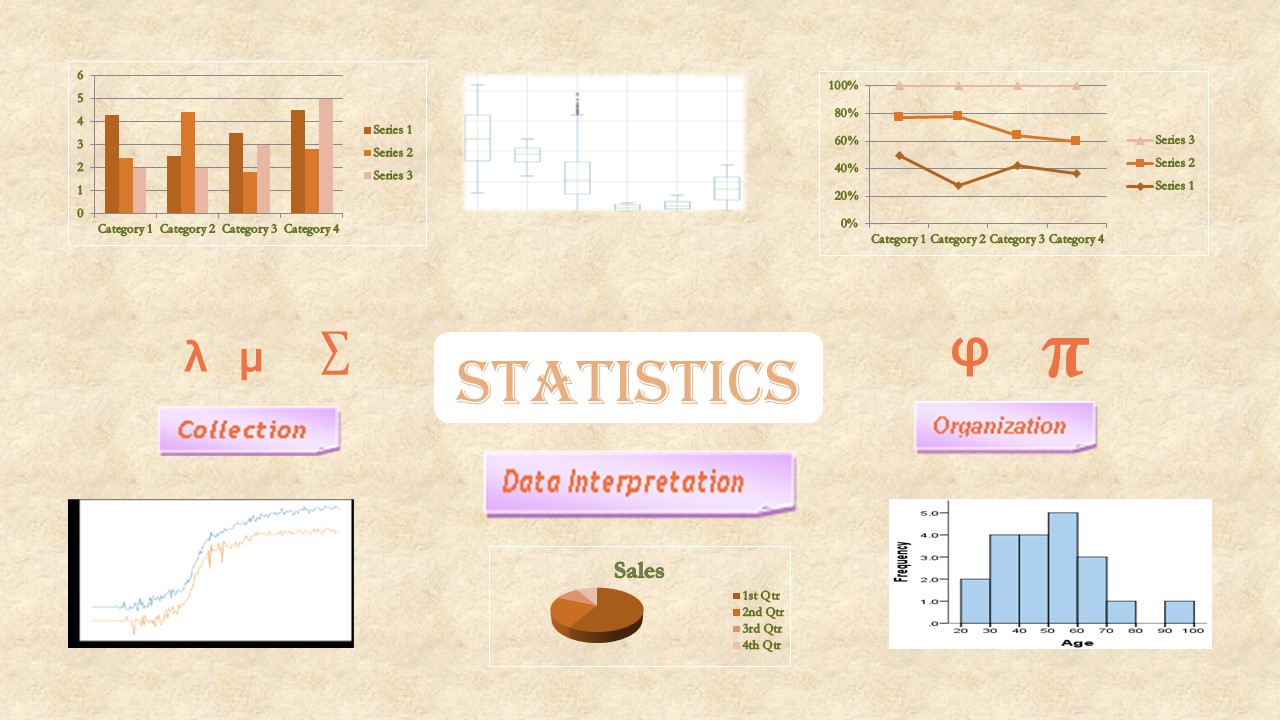 6
5
4
3
2
1
0
Category 1 Category 2 Category 3 Category 4
Series 1
Series 2
Series 3
100%
80%
60%
40%
20%
0%
Category 1 Category 2 Category 3 Category 4
Series 3
Series 2
Series 1
λ μ Σ
STATISTICS
φ π
Collection
Organization
Data Interpretation
Sales
1st Qtr
2nd Qtr
3rd Qtr
4th Qtr
Frequency
5.0
4.0
3.0
2.0
1.0
.0
20 30 40 50 60 70 80 90 100
Age